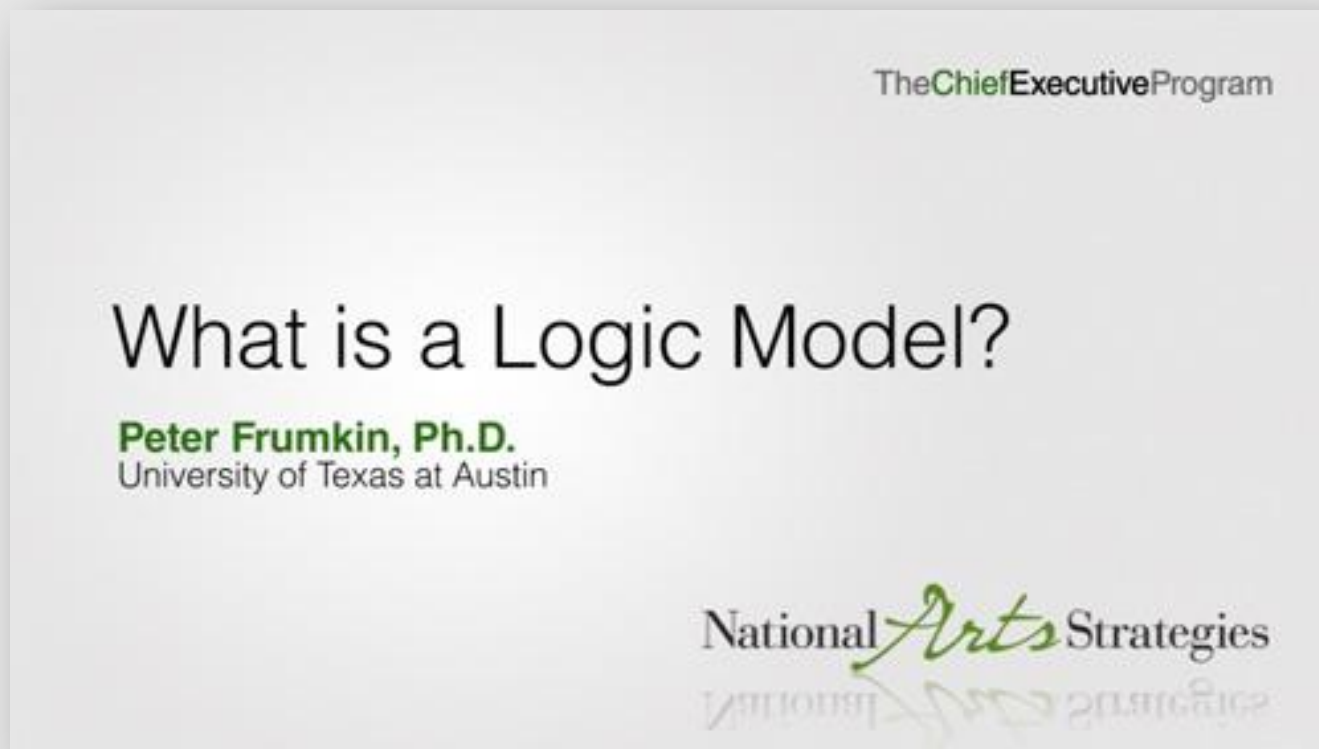 TheChiefExecutiveProgram
What is a Logic Model?
Peter Frumkin, Ph.D.
University of Texas at Austin
National Arts Strategies